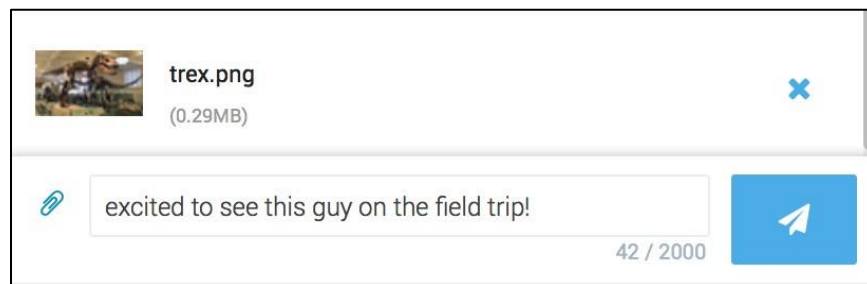 trex.png
(0.29MB)
excited to see this guy on the field trip!
42 / 2000